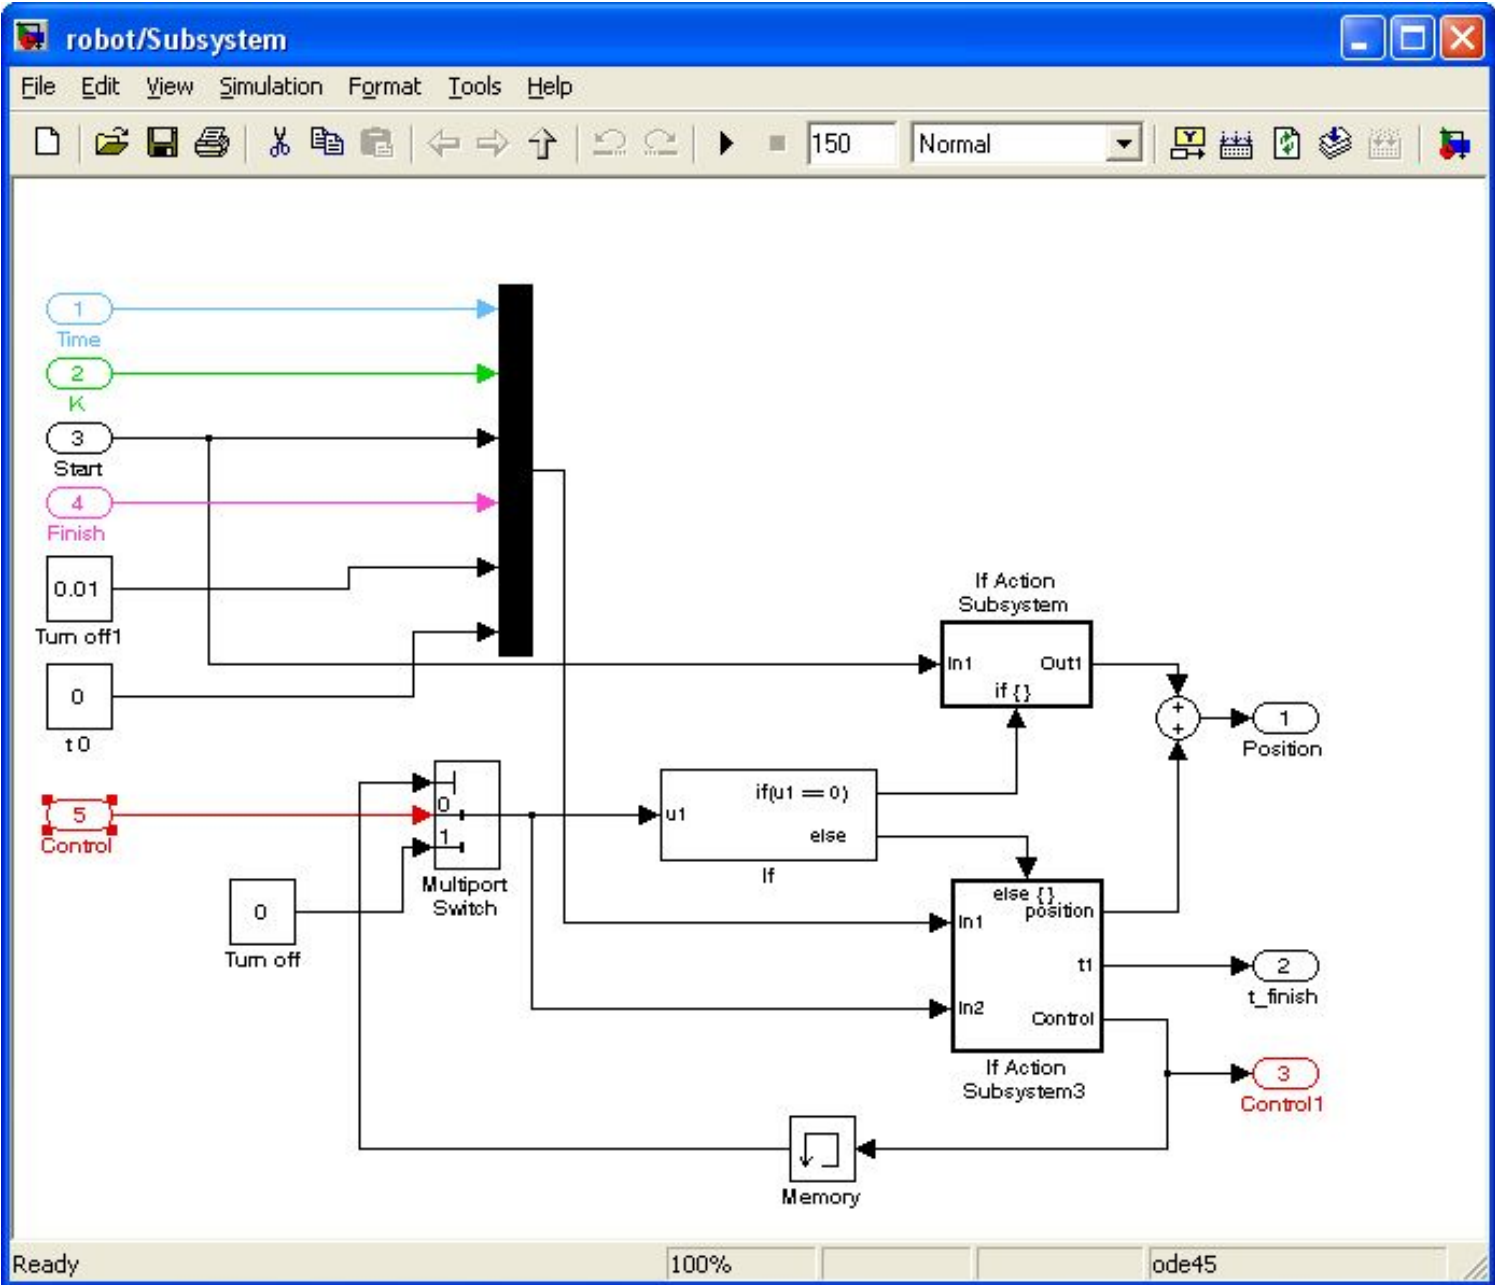 robot/Subsystem
File Edit View Simulation Format Tools Help
150 Normal
1
Time
2
K
3
Start
4
Finish
0.01
Turn off1
0
t 0
5
Control
0
1
Multiport
Switch
0
Turn off
u1
if(u1 == 0)
else
If
If Action
Subsystem
In1 Out1
if { }
+
+
1
Position
else { }
position
In1
t1
In2
Control
If Action
Subsystem3
2
t_finish
3
Control1
Memory
Ready 100% ode45